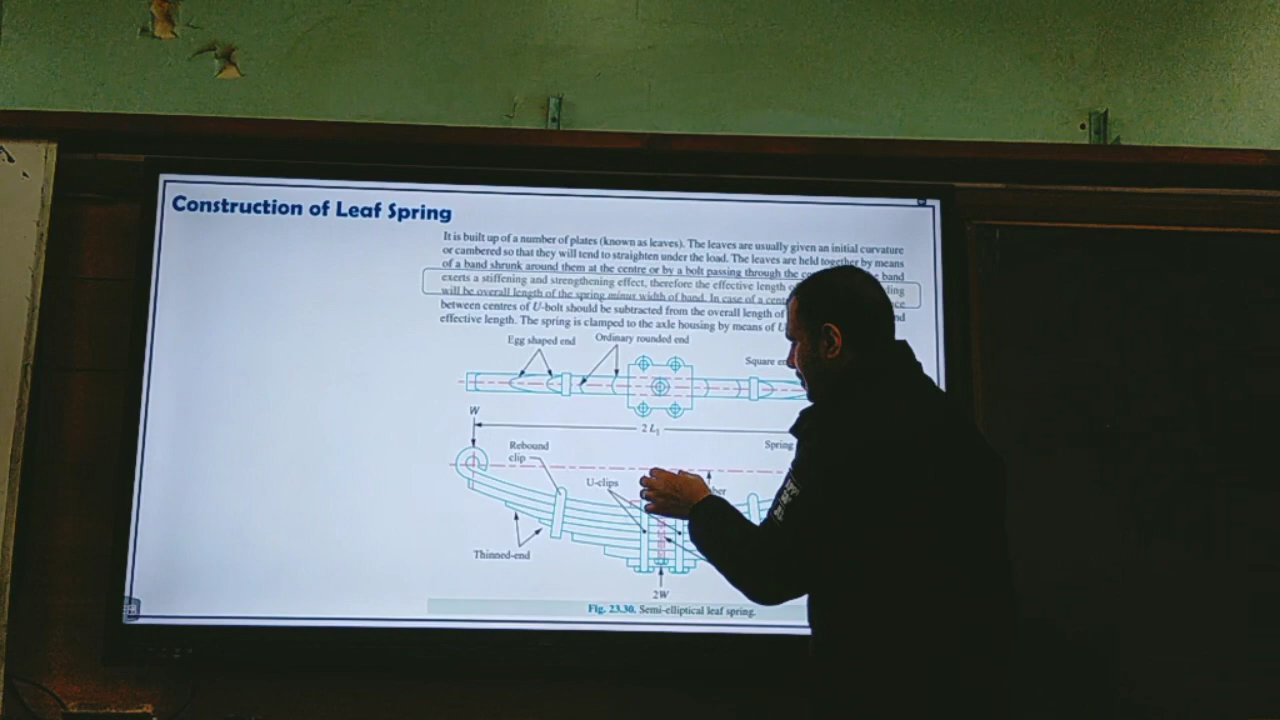 Construction of Leaf Spring
It is built up of a number of plates (known as leaves). The leaves are usually given an initial curvature
or cambered so that they will tend to straighten under the load. The leaves are held together by means
of a band shrunk around them at the centre or by a bolt passing through the band
exerts a stiffening and strengthening effect, therefore the effective length
will be overall length of the spring minus width of band. In case of a
between centres of U-bolt should be subtracted from the overall length of
effective length. The spring is clamped to the axle housing by means of
Egg shaped end
Ordinary rounded end
Square
W
2 L1
Rebound
clip
Spring
U-clips
Thinned-end
2W
Fig. 23.30. Semi-elliptical leaf spring.